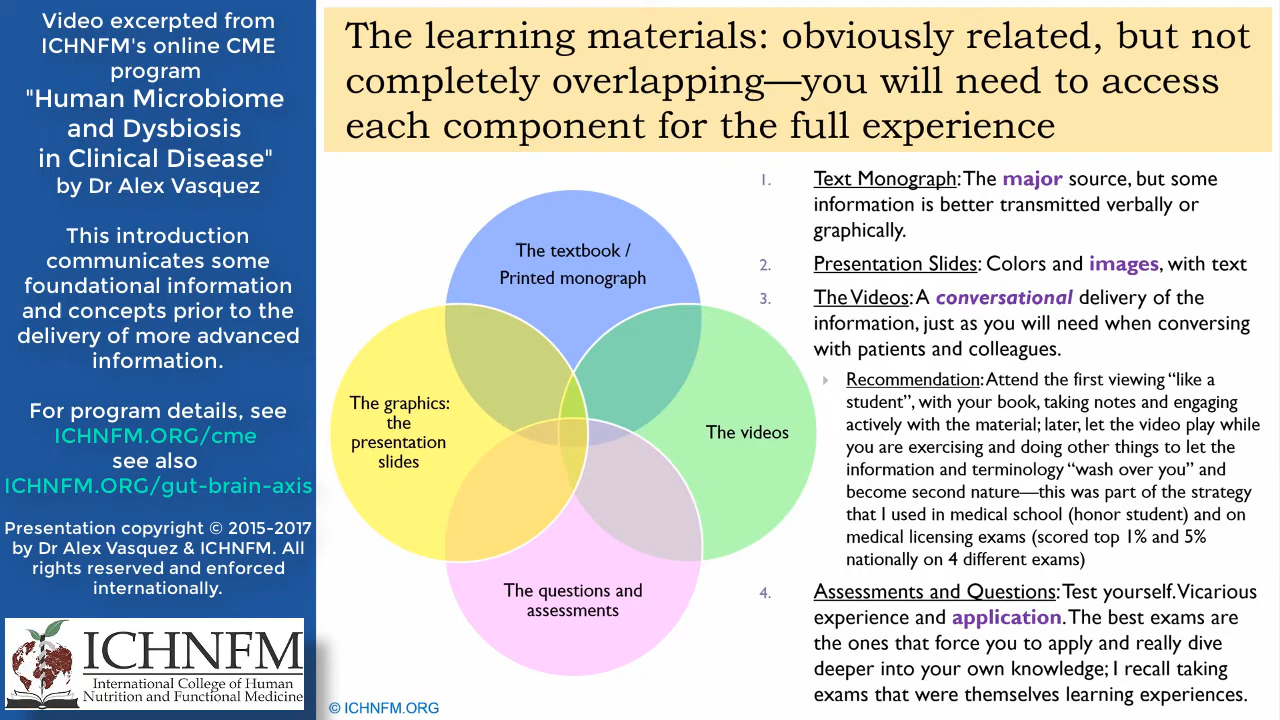 Video excerpted from
ICHNFM's online CME
program
"Human Microbiome
and Dysbiosis
in Clinical Disease"
by Dr Alex Vasquez
This introduction
communicates some
foundational information
and concepts prior to the
delivery of more advanced
information.
For program details, see
ICHNFM.ORG/cme
see also
ICHNFM.ORG/gut-brain-axis
Presentation copyright © 2015-2017
by Dr Alex Vasquez & ICHNFM. All
rights reserved and enforced
internationally.
ICHNFM
International College of Human
Nutrition and Functional Medicine
The learning materials: obviously related, but not
completely overlapping—you will need to access
each component for the full experience
The textbook /
Printed monograph
The graphics:
the
presentation
slides
The videos
The questions and
assessments
© ICHNFM.ORG
1. Text Monograph: The major source, but some
information is better transmitted verbally or
graphically.
2. Presentation Slides: Colors and images, with text
3. The Videos: A conversational delivery of the
information, just as you will need when conversing
with patients and colleagues.
Recommendation: Attend the first viewing “like a
student”, with your book, taking notes and engaging
actively with the material; later, let the video play while
you are exercising and doing other things to let the
information and terminology “wash over you” and
become second nature—this was part of the strategy
that I used in medical school (honor student) and on
medical licensing exams (scored top 1% and 5%
nationally on 4 different exams)
4. Assessments and Questions: Test yourself. Vicarious
experience and application. The best exams are
the ones that force you to apply and really dive
deeper into your own knowledge; I recall taking
exams that were themselves learning experiences.